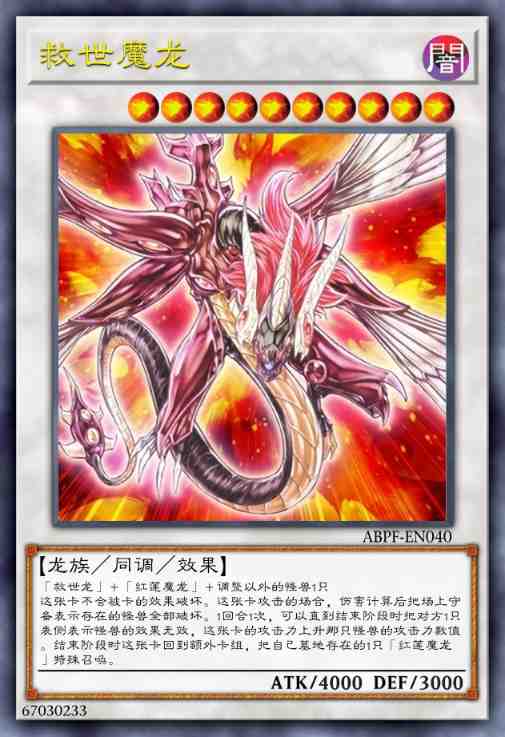 救世魔龙
闇
ABPF-EN040
【龙族／同调／效果】
「救世龙」＋「红莲魔龙」＋调整以外的怪兽1只
这张卡不会被卡的效果破坏。这张卡攻击的场合，伤害计算后把场上守
备表示存在的怪兽全部破坏。1回合1次，可以直到结束阶段时把对方1只
表侧表示怪兽的效果无效，这张卡的攻击力上升那只怪兽的攻击力数值
。结束阶段时这张卡回到额外卡组，把自己墓地存在的1只「红莲魔龙
」特殊召唤。
ATK/4000 DEF/3000
67030233